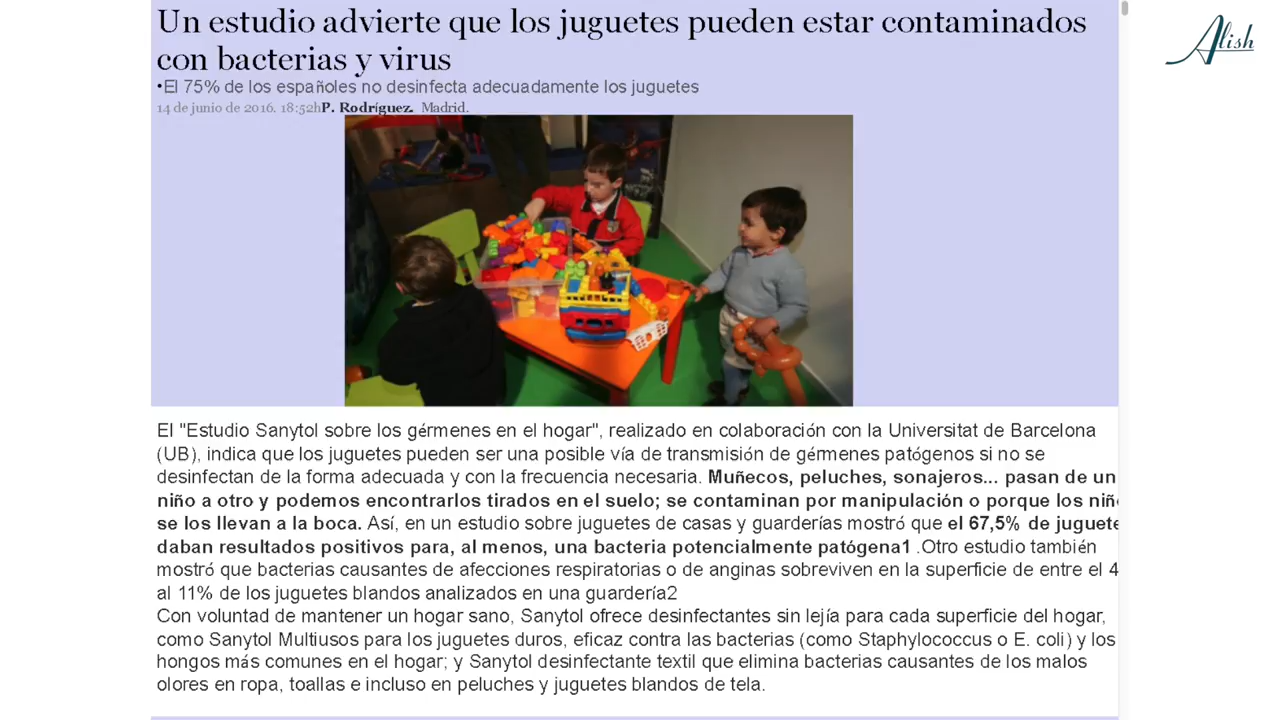 Un estudio advierte que los juguetes pueden estar contaminados
con bacterias y virus
•El 75% de los españoles no desinfecta adecuadamente los juguetes
14 de junio de 2016. 18:52hP. Rodríguez. Madrid.
Alish
El "Estudio Sanytol sobre los gérmenes en el hogar", realizado en colaboración con la Universitat de Barcelona
(UB), indica que los juguetes pueden ser una posible vía de transmisión de gérmenes patógenos si no se
desinfectan de la forma adecuada y con la frecuencia necesaria. Muñecos, peluches, sonajeros... pasan de un
niño a otro y podemos encontrarlos tirados en el suelo; se contaminan por manipulación o porque los niñ
se los llevan a la boca. Así, en un estudio sobre juguetes de casas y guarderías mostró que el 67,5% de juguete
daban resultados positivos para, al menos, una bacteria potencialmente patógena1 .Otro estudio también
mostró que bacterias causantes de afecciones respiratorias o de anginas sobreviven en la superficie de entre el 4
al 11% de los juguetes blandos analizados en una guardería2
Con voluntad de mantener un hogar sano, Sanytol ofrece desinfectantes sin lejía para cada superficie del hogar,
como Sanytol Multiusos para los juguetes duros, eficaz contra las bacterias (como Staphylococcus o E. coli) y los
hongos más comunes en el hogar; y Sanytol desinfectante textil que elimina bacterias causantes de los malos
olores en ropa, toallas e incluso en peluches y juguetes blandos de tela.